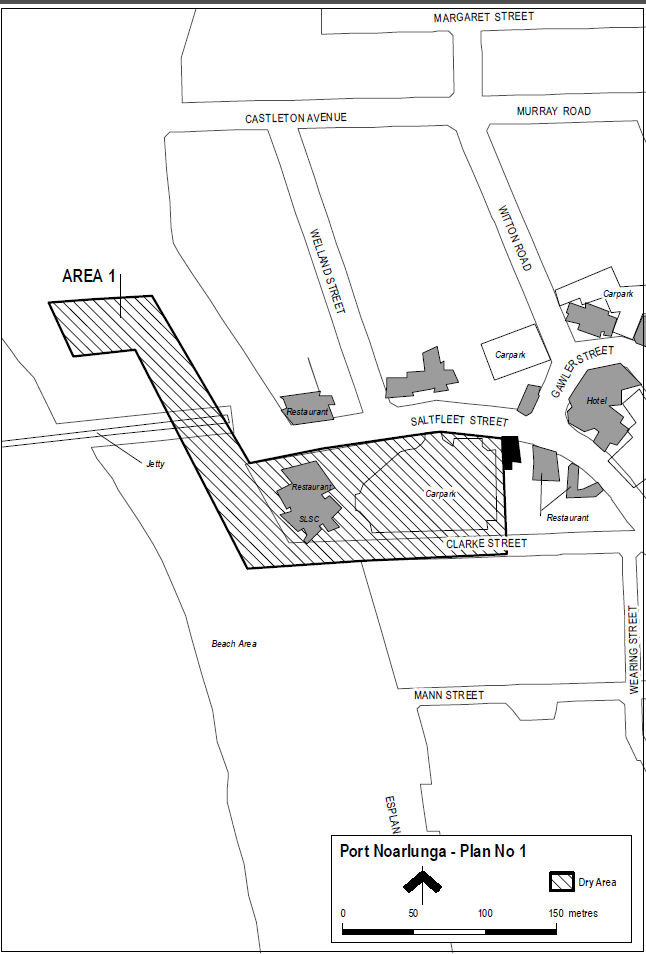 MARGARET STREET
CASTLETON AVENUE
MURRAY ROAD
WELLAND STREET
WITTON ROAD
AREA 1
Carpark
Carpark
GAWLER STREET
Hotel
Restaurant
SALTFLEET STREET
Jetty
Restaurant
SLSC
Carpark
Restaurant
CLARKE STREET
Beach Area
WEARING STREET
MANN STREET
ESPLAN
Port Noarlunga - Plan No 1
Dry Area
0 50 100 150 metres